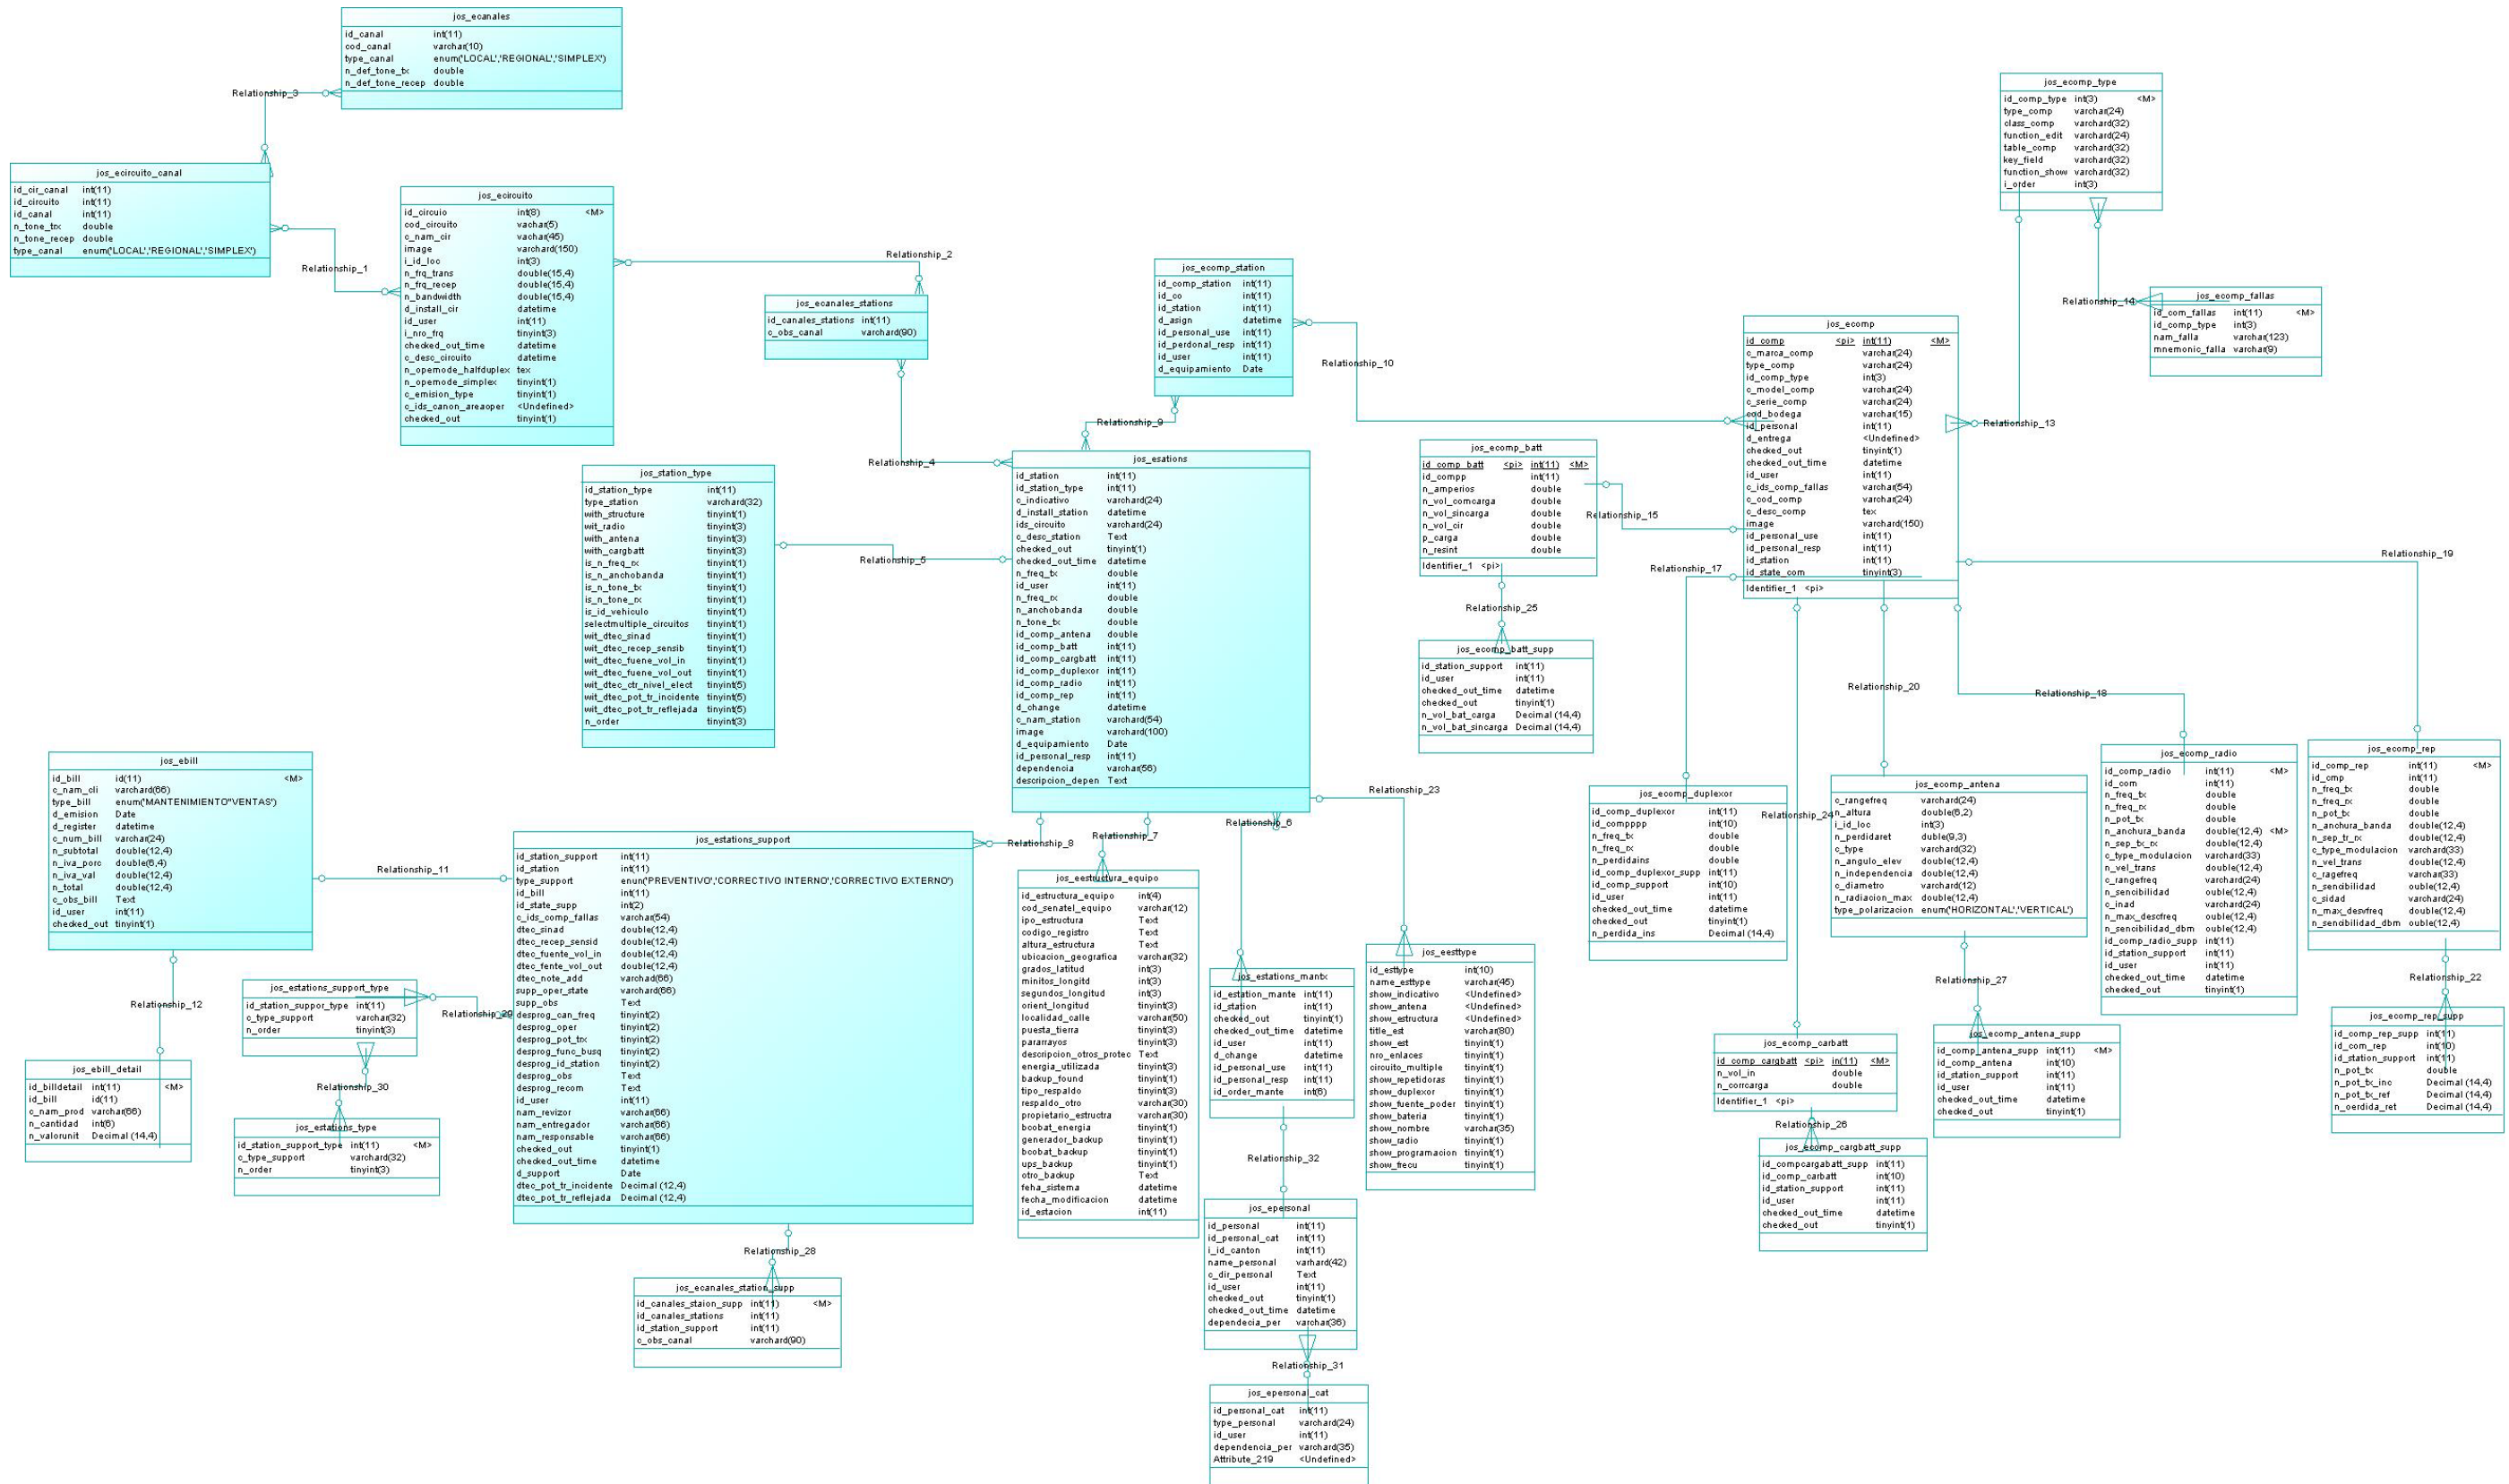 jos_ecanales
id_canal int(11)
cod_canal varchar(10)
type_canal enum('LOCAL','REGIONAL','SIMPLEX')
n_def_tone_tx double
n_def_tone_recep double
Relationship_3
jos_ecircuito_canal
id_cir_canal int(11)
id_circuito int(11)
id_canal int(11)
n_tone_trx double
n_tone_recep double
type_canal enum('LOCAL','REGIONAL','SIMPLEX')
Relationship_1
jos_ecircuito
id_circuio int(8) <M>
cod_circuito vachar(5)
c_nam_cir vachar(45)
image varchard(150)
i_id_loc int(3)
n_frq_trans double(15,4)
n_frq_recep double(15,4)
n_bandwidth double(15,4)
d_install_cir datetime
id_user int(11)
i_nro_frq tinyint(3)
checked_out_time datetime
c_desc_circuito datetime
n_opemode_halfduplex tex
n_opemode_simplex tinyint(1)
c_emision_type tinyint(1)
c_ids_canon_areaoper <Undefined>
checked_out tinyint(1)
Relationship_2
jos_ecanales_stations
id_canales_stations int(11)
c_obs_canal varchard(90)
Relationship_4
jos_ecomp_station
id_comp_station int(11)
id_co int(11)
id_station int(11)
d_asign datetime
id_personal_use int(11)
id_perdonal_resp int(11)
id_user int(11)
d_equipamiento Date
Relationship_9
Relationship_10
jos_ecomp_type
id_comp_type int(3) <M>
type_comp varchar(24)
class_comp varchard(32)
function_edit varchard(24)
table_comp varchard(32)
key_field varchard(32)
function_show varchard(32)
i_order int(3)
Relationship_14
jos_ecomp_fallas
id_com_fallas int(11) <M>
id_comp_type int(3)
nam_falla varchar(123)
mnemonic_falla varchar(9)
Relationship_13
jos_ecomp
id_comp <pi> int(11) <M>
c_marca_comp varchar(24)
type_comp varchar(24)
id_comp_type int(3)
c_model_comp varchar(24)
c_serie_comp varchar(24)
cod_bodega varchar(15)
id_personal int(11)
d_entrega <Undefined>
checked_out tinyint(1)
checked_out_time datetime
id_user int(11)
c_ids_comp_fallas varchar(54)
c_cod_comp varchar(24)
c_desc_comp tex
image varchard(150)
id_personal_use int(11)
id_personal_resp int(11)
id_station int(11)
id_state_com tinyint(3)
Identifier_1 <pi>
jos_station_type
id_station_type int(11)
type_station varchard(32)
with_structure tinyint(1)
wit_radio tinyint(3)
with_antena tinyint(3)
with_cargbatt tinyint(3)
is_n_freq_rx tinyint(1)
is_n_anchobanda tinyint(1)
is_n_tone_tx tinyint(1)
is_n_tone_rx tinyint(1)
is_id_vehiculo tinyint(1)
selectmultiple_circuitos tinyint(1)
wit_dtec_sinad tinyint(1)
wit_dtec_recep_sensib tinyint(1)
wit_dtec_fuene_vol_in tinyint(1)
wit_dtec_fuene_vol_out tinyint(1)
wit_dtec_ctr_nivel_elect tinyint(5)
wit_dtec_pot_tr_incidente tinyint(5)
wit_dtec_pot_tr_reflejada tinyint(5)
n_order tinyint(3)
Relationship_5
jos_esations
id_station int(11)
id_station_type int(11)
c_indicativo varchard(24)
d_install_station datetime
ids_circuito varchard(24)
c_desc_station Text
checked_out tinyint(1)
checked_out_time datetime
n_freq_tx double
id_user int(11)
n_freq_rx double
n_anchobanda double
n_tone_tx double
id_comp_antena double
id_comp_batt int(11)
id_comp_cargbatt int(11)
id_comp_duplexor int(11)
id_comp_radio int(11)
id_comp_rep int(11)
d_change datetime
c_nam_station varchard(54)
image varchard(100)
d_equipamiento Date
id_personal_resp int(11)
dependencia varchar(56)
descripcion_depen Text
jos_ecomp_batt
id_comp_batt <pi> int(11) <M>
id_compp int(11)
n_amperios double
n_vol_comcarga double
n_vol_sincarga double
n_vol_cir double
p_carga double
n_resint double
Identifier_1 <pi>
Relationship_15
Relationship_25
jos_ecomp_batt_supp
id_station_support int(11)
id_user int(11)
checked_out_time datetime
checked_out tinyint(1)
n_vol_bat_carga Decimal (14,4)
n_vol_bat_sincarga Decimal (14,4)
Relationship_17
Relationship_19
Relationship_20
Relationship_18
Relationship_24
jos_ebill
id_bill id(11) <M>
c_nam_cli varchard(66)
type_bill enum('MANTENIMIENTO''VENTAS')
d_emision Date
d_register datetime
c_num_bill varchar(24)
n_subtotal double(12,4)
n_iva_porc double(6,4)
n_iva_val double(12,4)
n_total double(12,4)
c_obs_bill Text
id_user int(11)
checked_out tinyint(1)
Relationship_11
Relationship_12
jos_ebill_detail
id_billdetail int(11) <M>
id_bill id(11)
c_nam_prod varchar(66)
n_cantidad int(6)
n_valorunit Decimal (14,4)
jos_estations_support_type
id_station_suppor_type int(11)
c_type_support varchar(32)
n_order tinyint(3)
Relationship_29
Relationship_30
jos_estations_type
id_station_support_type int(11) <M>
c_type_support varchard(32)
n_order tinyint(3)
jos_estations_support
id_station_support int(11)
id_station int(11)
type_support enum('PREVENTIVO','CORRECTIVO INTERNO','CORRECTIVO EXTERNO')
id_bill int(11)
id_state_supp int(2)
c_ids_comp_fallas varchar(54)
dtec_sinad double(12,4)
dtec_recep_sensid double(12,4)
dtec_fuente_vol_in double(12,4)
dtec_fente_vol_out double(12,4)
dtec_note_add varchad(66)
supp_oper_state varchard(66)
supp_obs Text
desprog_can_freq tinyint(2)
desprog_oper tinyint(2)
desprog_pot_trx tinyint(2)
desprog_func_busq tinyint(2)
desprog_id_station tinyint(2)
desprog_obs Text
desprog_recom Text
id_user int(11)
nam_revizor varchar(66)
nam_entregador varchar(66)
nam_responsable varchar(66)
checked_out tinyint(1)
checked_out_time datetime
d_support Date
dtec_pot_tr_incidente Decimal (12,4)
dtec_pot_tr_reflejada Decimal (12,4)
Relationship_28
jos_ecanales_station_supp
id_canales_staion_supp int(11) <M>
id_canales_stations int(11)
id_station_support int(11)
c_obs_canal varchard(90)
Relationship_8
Relationship_7
Relationship_6
Relationship_23
jos_eestructura_equipo
id_estructura_equipo int(4)
cod_senatel_equipo varchar(12)
ipo_estructura Text
codigo_registro Text
altura_estructura Text
ubicacion_geografica varchar(32)
grados_latitud int(3)
minitos_longitd int(3)
segundos_longitud int(3)
orient_longitud tinyint(3)
localidad_calle varchar(50)
puesta_tierra tinyint(3)
pararrayos tinyint(3)
descripcion_otros_protec Text
energia_utilizada tinyint(3)
backup_found tinyint(1)
tipo_respaldo tinyint(3)
respaldo_otro varchar(30)
propietario_estructra varchar(30)
bcobat_energia tinyint(1)
generador_backup tinyint(1)
bcobat_backup tinyint(1)
ups_backup tinyint(1)
otro_backup Text
feha_sistema datetime
fecha_modificacion datetime
id_estacion int(11)
jos_estations_mantx
id_estation_mante int(11)
id_station int(11)
checked_out tinyint(1)
checked_out_time datetime
id_user int(11)
d_change datetime
id_personal_use int(11)
id_personal_resp int(11)
id_order_mante int(6)
Relationship_32
jos_epersonal
id_personal int(11)
id_personal_cat int(11)
i_id_canton int(11)
name_personal varhard(42)
c_dir_personal Text
id_user int(11)
checked_out tinyint(1)
checked_out_time datetime
dependecia_per varchar(36)
Relationship_31
jos_epersonal_cat
id_personal_cat int(11)
type_personal varchard(24)
id_user int(11)
dependencia_per varchard(35)
Attribute_219 <Undefined>
jos_eesttype
id_esttype int(10)
name_esttype varchar(45)
show_indicativo <Undefined>
show_antena <Undefined>
show_estructura <Undefined>
title_est varchar(80)
show_est tinyint(1)
nro_enlaces tinyint(1)
circuito_multiple tinyint(1)
show_repetidoras tinyint(1)
show_duplexor tinyint(1)
show_fuente_poder tinyint(1)
show_bateria tinyint(1)
show_nombre varchar(35)
show_radio tinyint(1)
show_programacion tinyint(1)
show_frecu tinyint(1)
jos_ecomp_duplexor
id_comp_duplexor int(11)
id_compppp int(10)
n_freq_tx double
n_freq_rx double
n_perdidains double
id_comp_duplexor_supp int(11)
id_comp_support int(10)
id_user int(11)
checked_out_time datetime
checked_out tinyint(1)
n_perdida_ins Decimal (14,4)
jos_ecomp_antena
c_rangefreq varchard(24)
n_altura double(6,2)
i_id_loc int(3)
n_perdidaret duble(9,3)
c_type varchard(32)
n_angulo_elev double(12,4)
n_independencia double(12,4)
c_diametro varchard(12)
n_radiacion_max double(12,4)
type_polarizacion enum('HORIZONTAL','VERTICAL')
Relationship_27
jos_ecomp_antena_supp
id_comp_antena_supp int(11) <M>
id_comp_antena int(10)
id_station_support int(11)
id_user int(11)
checked_out_time datetime
checked_out tinyint(1)
jos_ecomp_carbatt
id_comp_cargbatt <pi> in(11) <M>
n_vol_in double
n_corrcarga double
Identifier_1 <pi>
Relationship_26
jos_ecomp_cargbatt_supp
id_compcargabatt_supp int(11)
id_comp_carbatt int(10)
id_station_support int(11)
id_user int(11)
checked_out_time datetime
checked_out tinyint(1)
jos_ecomp_radio
id_comp_radio int(11) <M>
id_com int(11)
n_freq_tx double
n_freq_rx double
n_pot_tx double
n_anchura_banda double(12,4) <M>
n_sep_tx_rx double(12,4)
c_type_modulacion varchard(33)
n_vel_trans double(12,4)
c_rangefreq varchard(24)
n_sencibilidad ouble(12,4)
c_inad varchard(24)
n_max_descfreq ouble(12,4)
n_sencibilidad_dbm ouble(12,4)
id_comp_radio_supp int(11)
id_station_support int(11)
id_user int(11)
checked_out_time datetime
checked_out tinyint(1)
jos_ecomp_rep
id_comp_rep int(11) <M>
id_cmp int(11)
n_freq_tx double
n_freq_rx double
n_pot_tx double
n_anchura_banda double(12,4)
n_sep_tr_rx double(12,4)
c_type_modulacion varchar(33)
n_vel_trans double(12,4)
c_ragefreq varchar(33)
n_sencibilidad ouble(12,4)
c_sidad varchard(24)
n_max_desvfreq double(12,4)
n_sencibilidad_dbm ouble(12,4)
Relationship_22
jos_ecomp_rep_supp
id_comp_rep_supp int(11)
id_com_rep int(10)
id_station_support int(11)
n_pot_tx double
n_pot_tx_inc Decimal (14,4)
n_pot_tx_ref Decimal (14,4)
n_oerdida_ret Decimal (14,4)